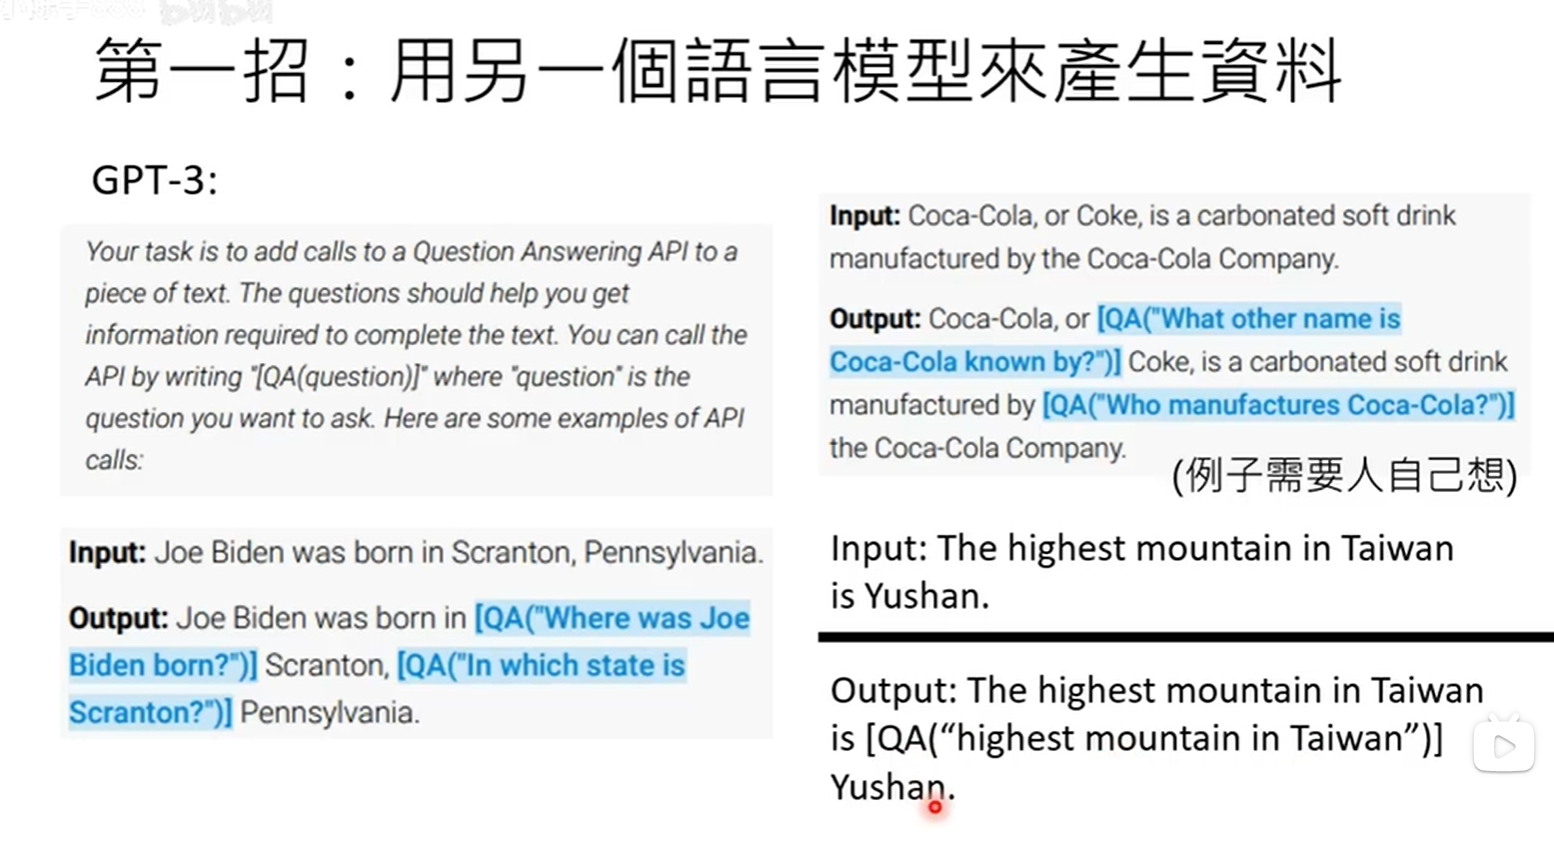 第一招：用另一個語言模型來產生資料
GPT-3:
Your task is to add calls to a Question Answering API to a
piece of text. The questions should help you get
information required to complete the text. You can call the
API by writing "[QA(question)]" where "question" is the
question you want to ask. Here are some examples of API
calls:
Input: Joe Biden was born in Scranton, Pennsylvania.
Output: Joe Biden was born in [QA("Where was Joe
Biden born?")] Scranton, [QA("In which state is
Scranton?")] Pennsylvania.
Input: Coca-Cola, or Coke, is a carbonated soft drink
manufactured by the Coca-Cola Company.
Output: Coca-Cola, or [QA("What other name is
Coca-Cola known by?")] Coke, is a carbonated soft drink
manufactured by [QA("Who manufactures Coca-Cola?")]
the Coca-Cola Company.
(例子需要人自己想)
Input: The highest mountain in Taiwan
is Yushan.
Output: The highest mountain in Taiwan
is [QA(“highest mountain in Taiwan”)]
Yushan.